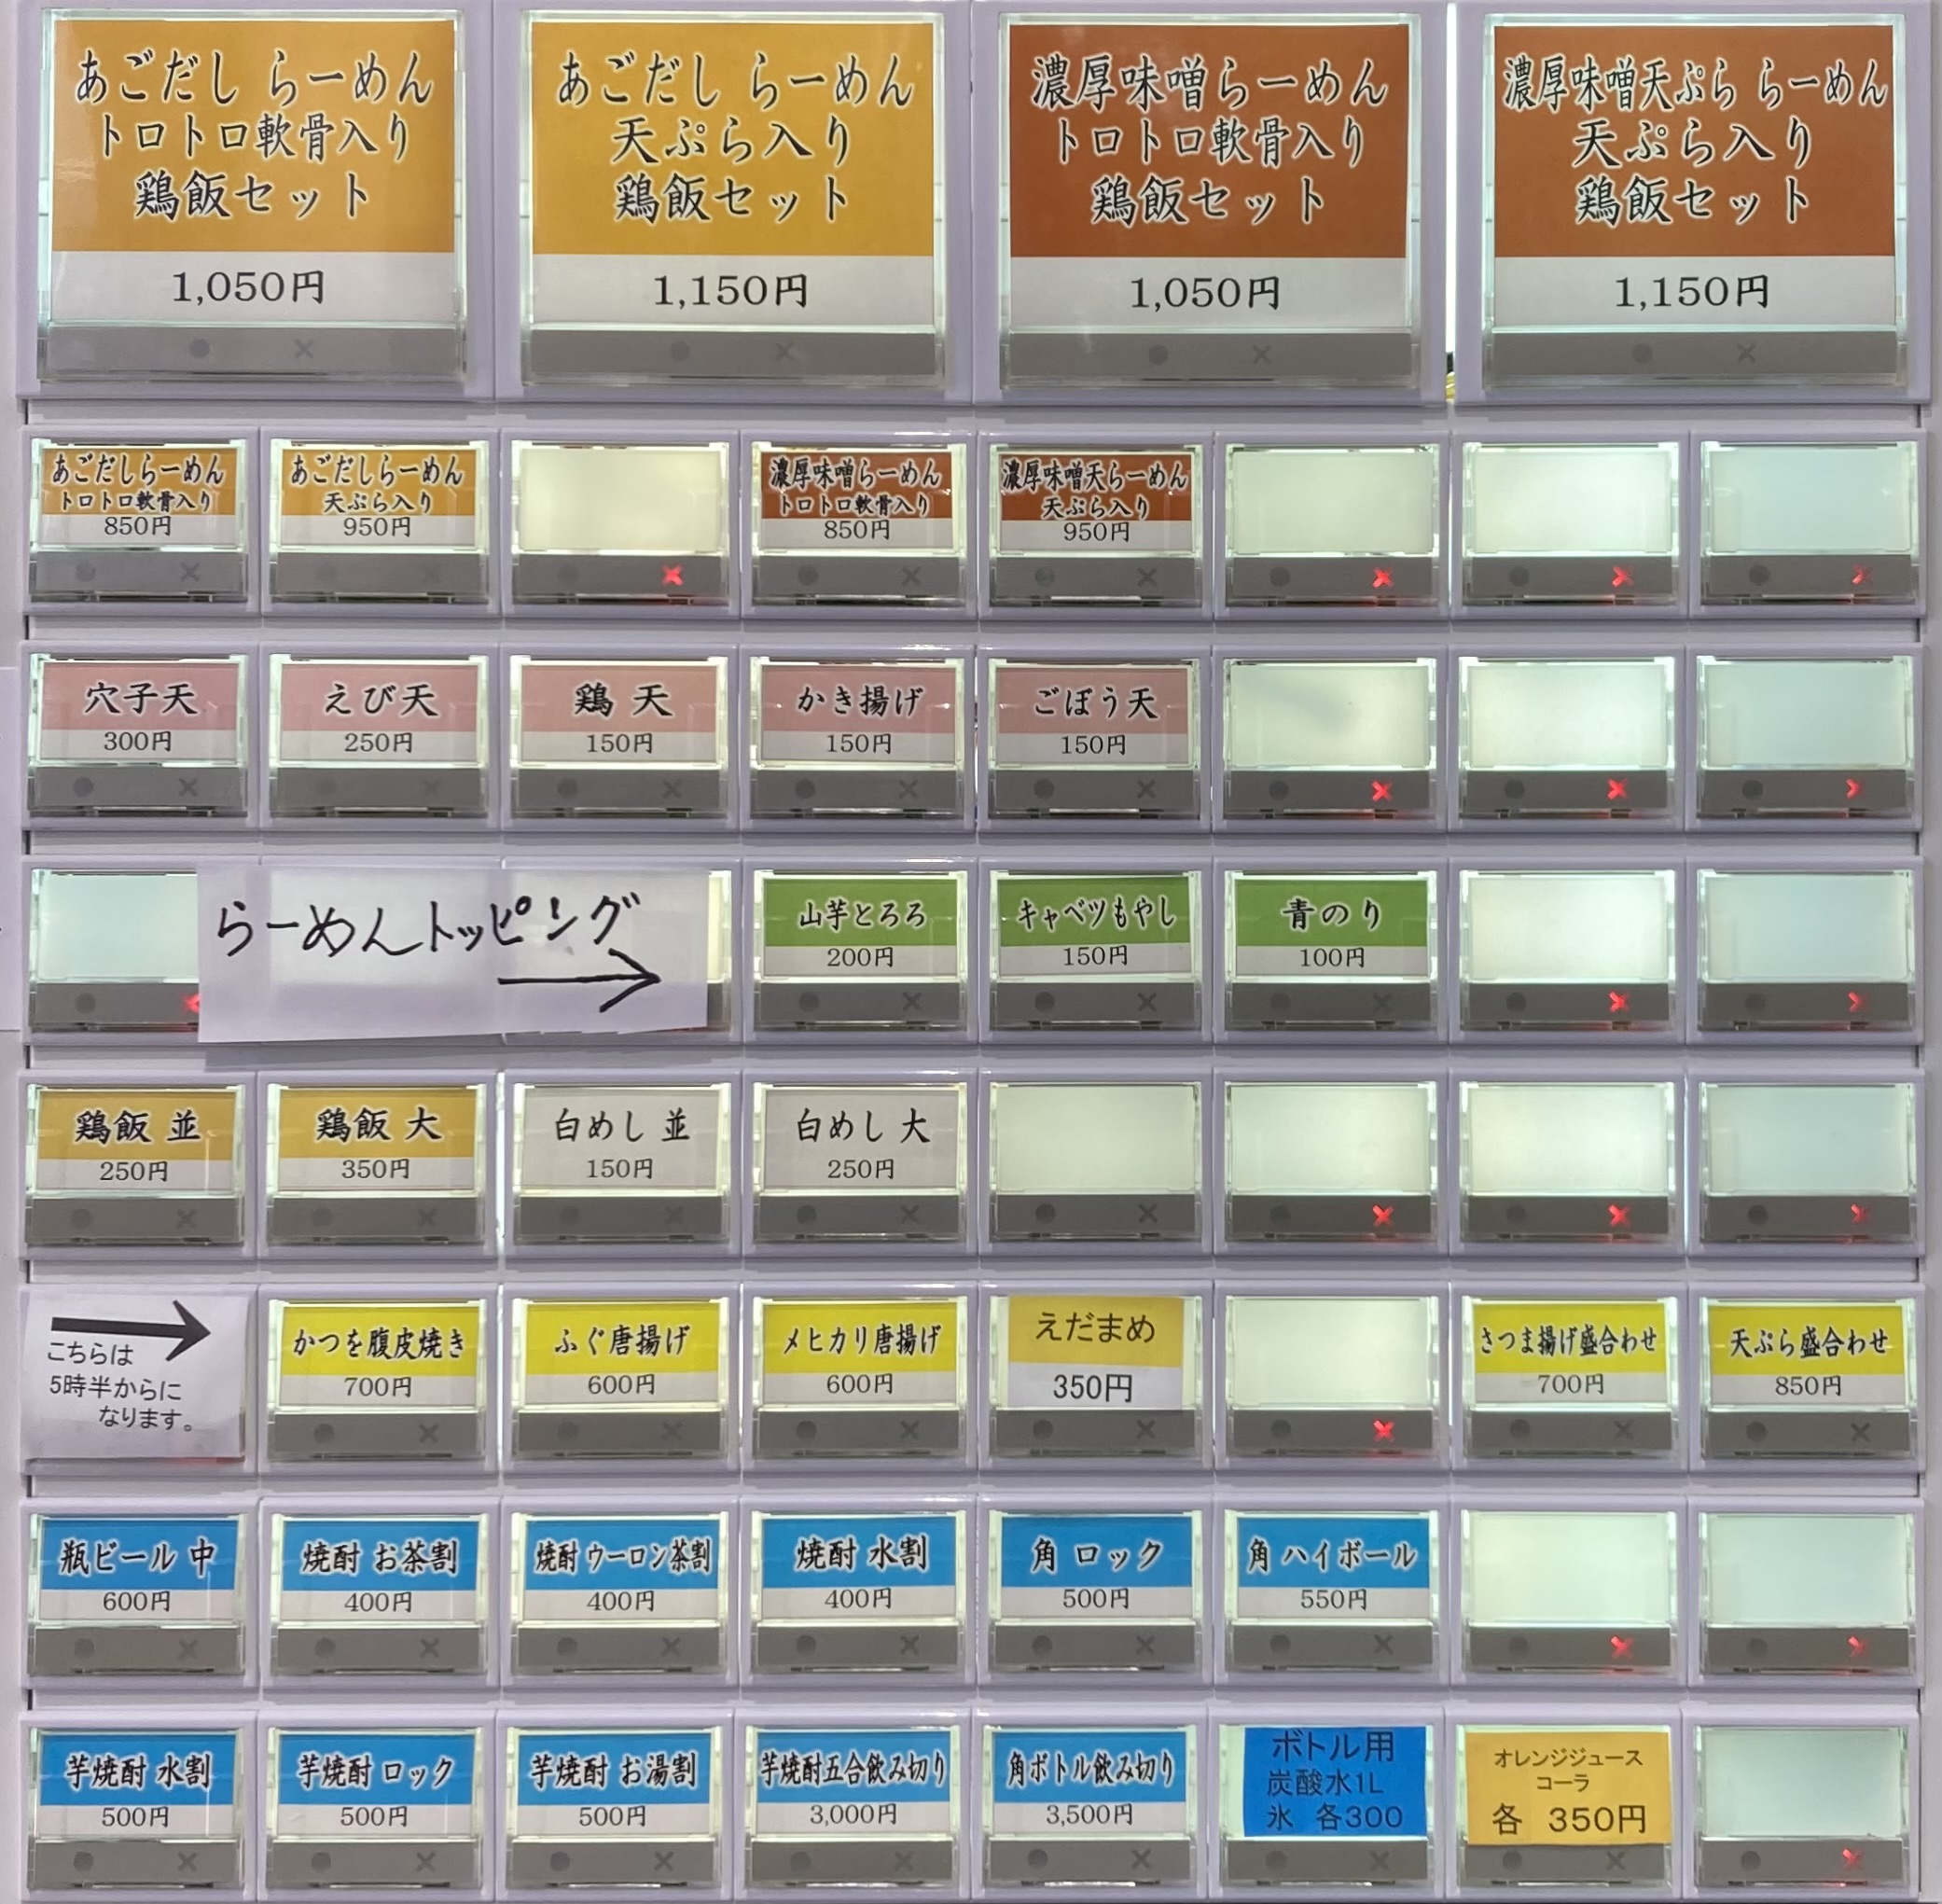 あごだし らーめん
トロトロ軟骨入り
鶏飯セット
1,050円
あごだし らーめん
天ぷら入り
鶏飯セット
1,150円
濃厚味噌らーめん
トロトロ軟骨入り
鶏飯セット
1,050円
濃厚味噌天ぷら らーめん
天ぷら入り
鶏飯セット
1,150円
あごだしらーめん
トロトロ軟骨入り
850円
あごだしらーめん
天ぷら入り
950円
濃厚味噌らーめん
トロトロ軟骨入り
850円
濃厚味噌天らーめん
天ぷら入り
950円
穴子天
300円
えび天
250円
鶏 天
150円
かき揚げ
150円
ごぼう天
150円
らーめんトッピング
→
山芋とろろ
200円
キャベツもやし
150円
青のり
100円
鶏飯 並
250円
鶏飯 大
350円
白めし 並
150円
白めし 大
250円
→
こちらは
5時半からに
なります。
かつを腹皮焼き
700円
ふぐ唐揚げ
600円
メヒカリ唐揚げ
600円
えだまめ
350円
さつま揚げ盛合わせ
700円
天ぷら盛合わせ
850円
瓶ビール 中
600円
焼酎 お茶割
400円
焼酎 ウーロン茶割
400円
焼酎 水割
400円
角 ロック
500円
角 ハイボール
550円
芋焼酎 水割
500円
芋焼酎 ロック
500円
芋焼酎 お湯割
500円
芋焼酎五合飲み切り
3,000円
角ボトル飲み切り
3,500円
ボトル用
炭酸水1L
氷 各300
オレンジジュース
コーラ
各 350円